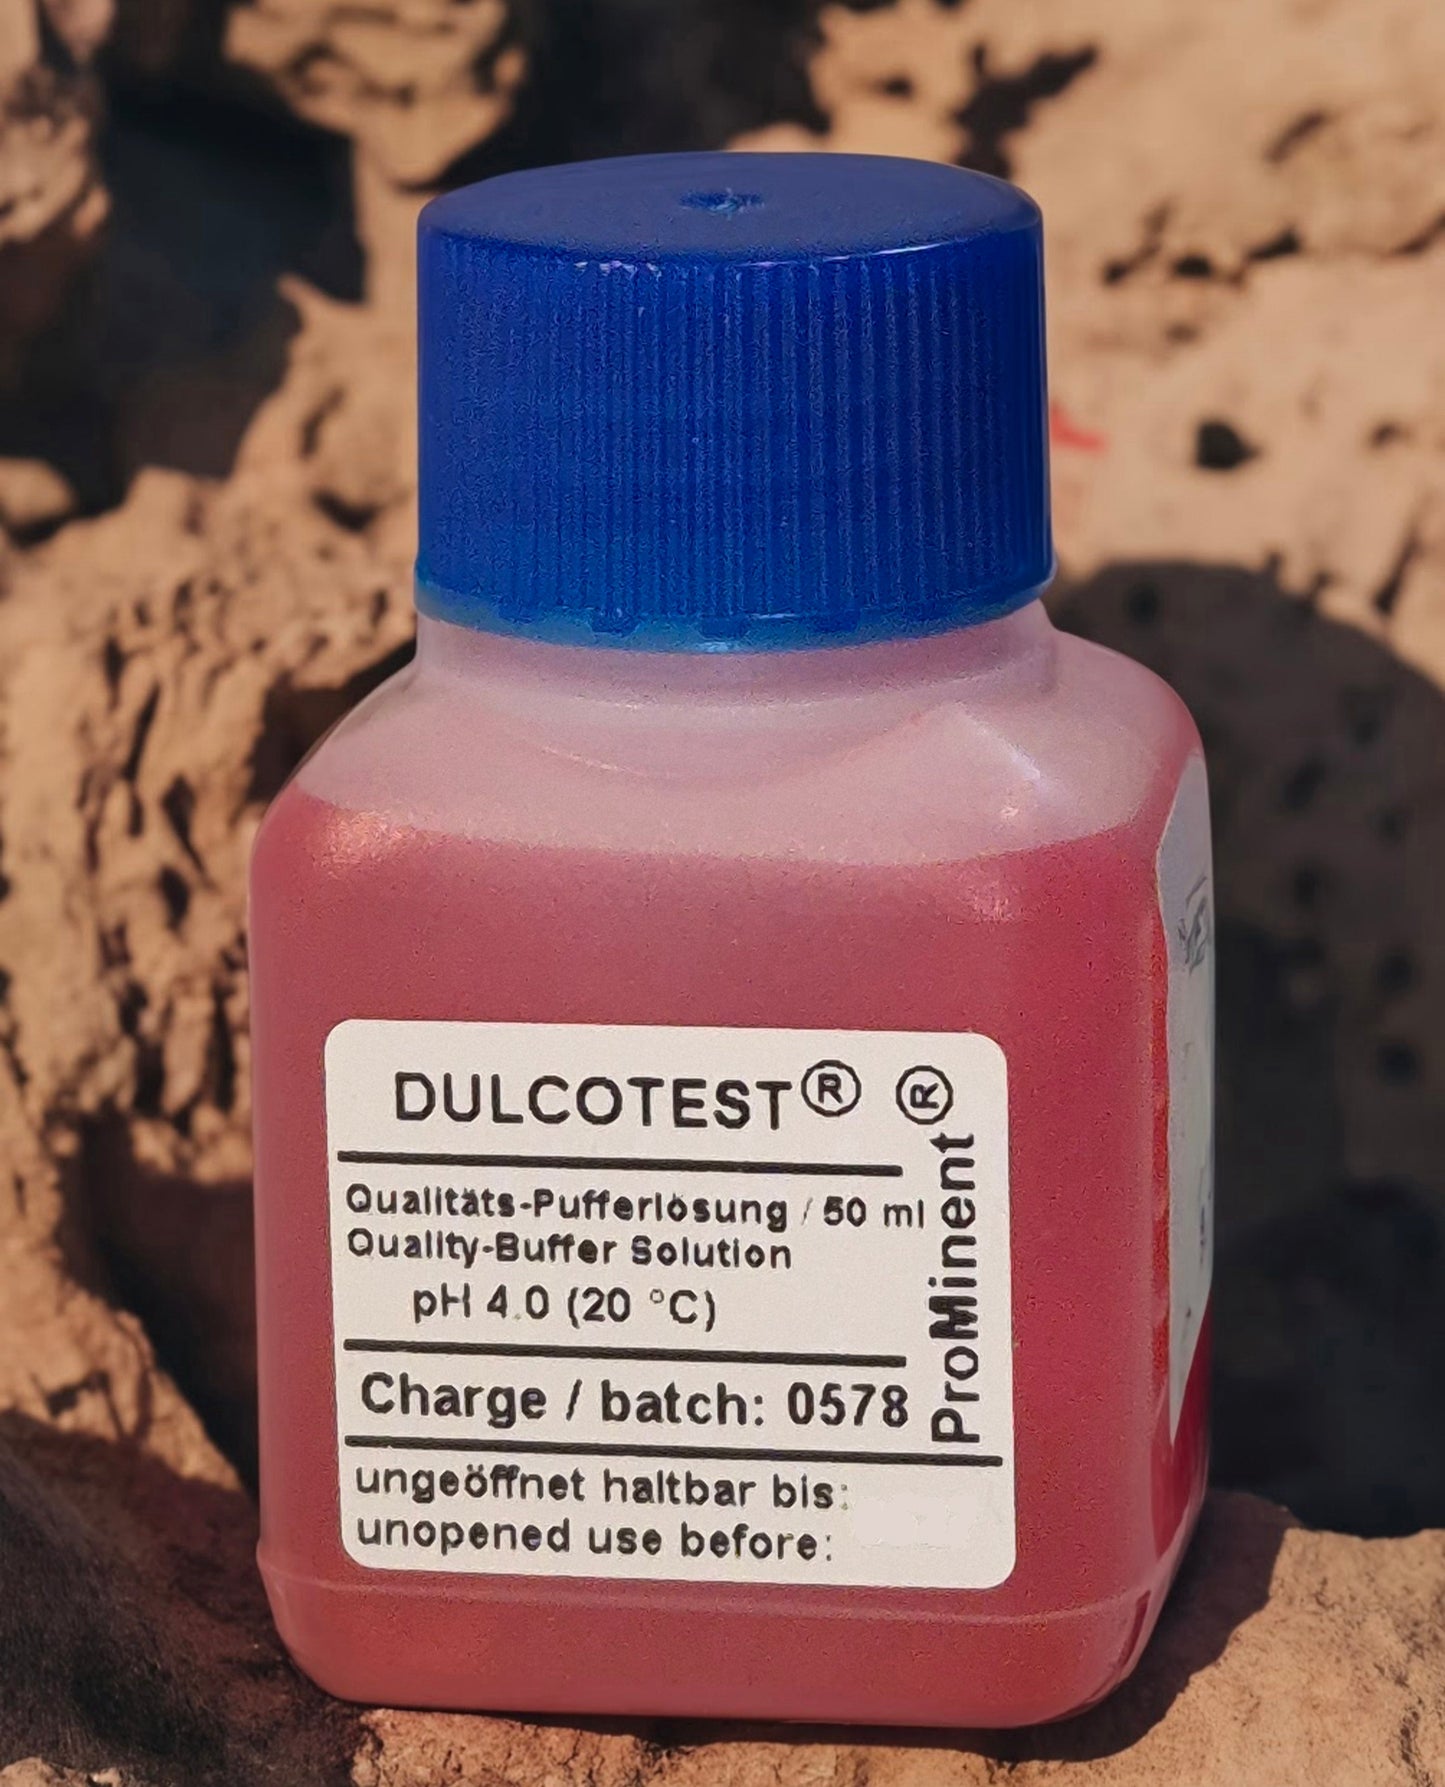 DULCOTEST®
ProMinent®
Qualitäts-Pufferlösung / 50 ml
Quality-Buffer Solution
pH 4.0 (20 °C)
Charge / batch: 0578
ungeöffnet haltbar bis:
unopened use before: